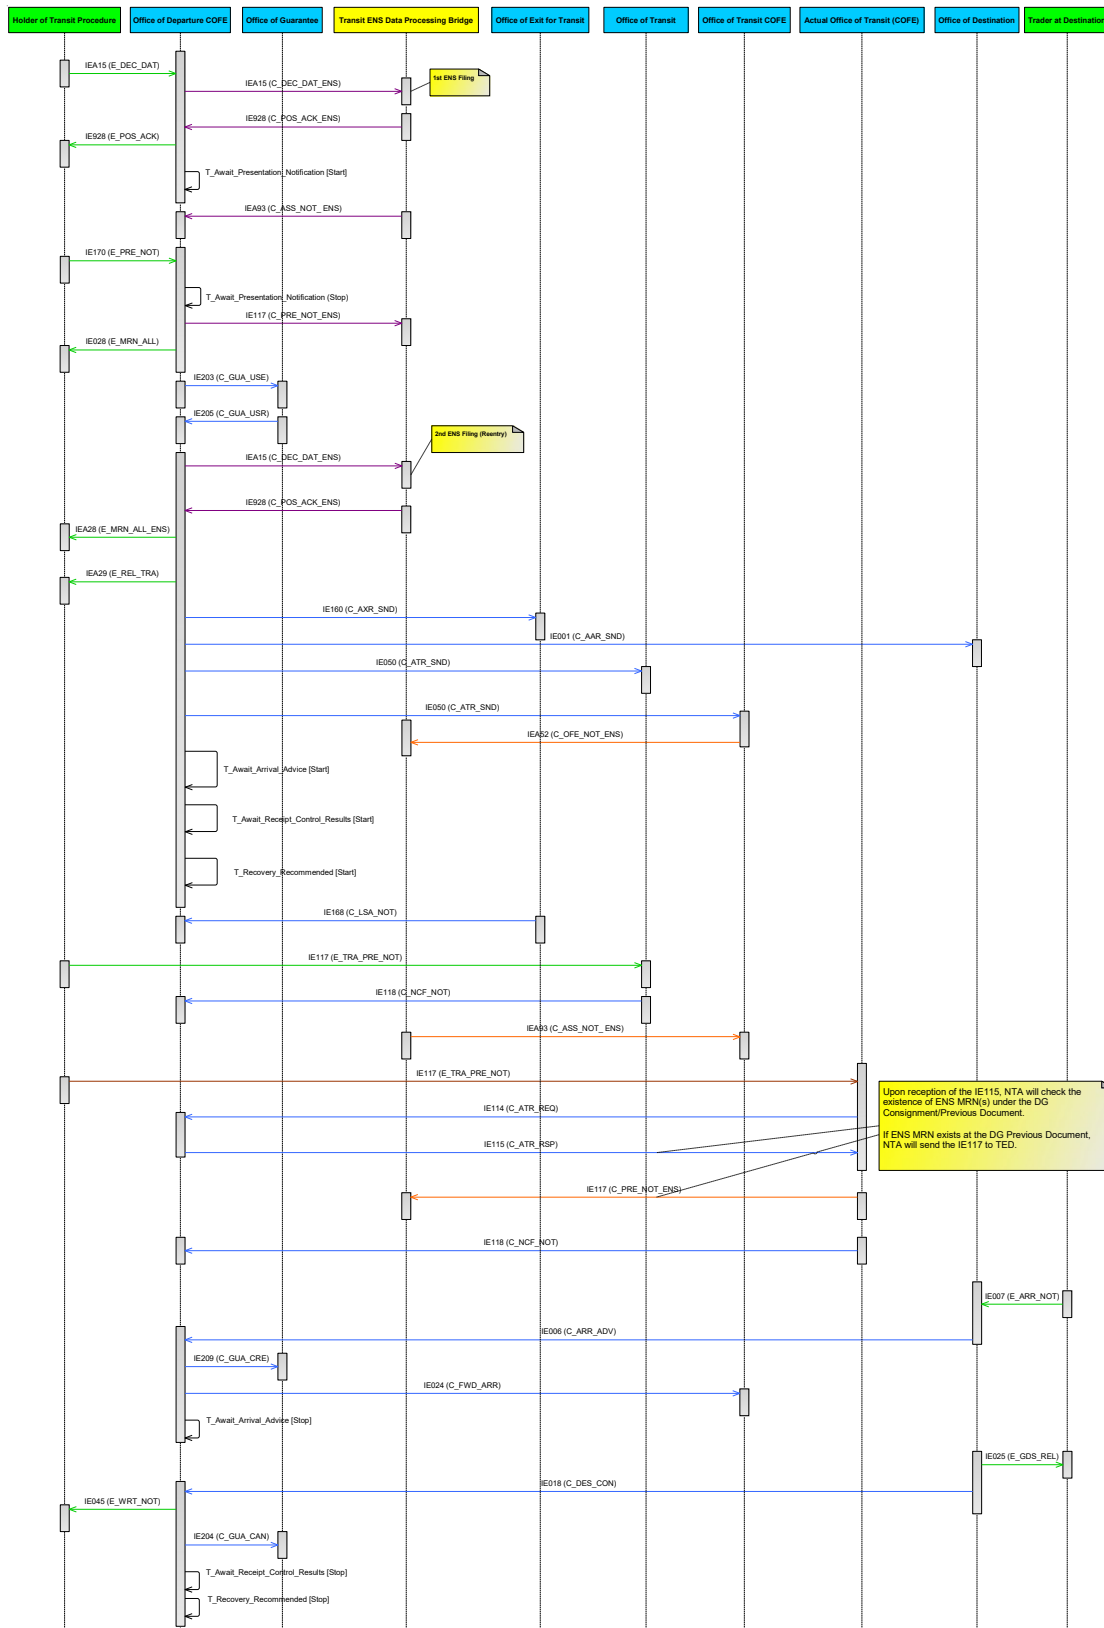 Holder of Transit Procedure
Office of Departure COFE
Office of Guarantee
Transit ENS Data Processing Bridge
Office of Exit for Transit
Office of Transit
Office of Transit COFE
Actual Office of Transit (COFE)
Office of Destination
Trader at Destination
IEA15 (E_DEC_DAT)
1st ENS Filing
IEA15 (C_DEC_DAT_ENS)
IE928 (C_POS_ACK_ENS)
IE928 (E_POS_ACK)
T_Await_Presentation_Notification [Start]
IEA93 (C_ASS_NOT_ENS)
IE170 (E_PRE_NOT)
T_Await_Presentation_Notification (Stop)
IE117 (C_PRE_NOT_ENS)
IE028 (E_MRN_ALL)
IE203 (C_GUA_USE)
IE205 (C_GUA_USR)
2nd ENS Filing (Reentry)
IEA15 (C_DEC_DAT_ENS)
IE928 (C_POS_ACK_ENS)
IEA28 (E_MRN_ALL_ENS)
IEA29 (E_REL_TRA)
IE160 (C_AXR_SND)
IE001 (C_AAR_SND)
IE050 (C_ATR_SND)
IE050 (C_ATR_SND)
IEA52 (C_OFE_NOT_ENS)
T_Await_Arrival_Advice [Start]
T_Await_Receipt_Control_Results [Start]
T_Recovery_Recommended [Start]
IE168 (C_LSA_NOT)
IE117 (E_TRA_PRE_NOT)
IE118 (C_NCF_NOT)
IEA93 (C_ASS_NOT_ENS)
IE117 (E_TRA_PRE_NOT)
Upon reception of the IE115, NTA will check the
existence of ENS MRN(s) under the DG
Consignment/Previous Document.
If ENS MRN exists at the DG Previous Document,
NTA will send the IE117 to TED.
IE114 (C_ATR_REQ)
IE115 (C_ATR_RSP)
IE117 (C_PRE_NOT_ENS)
IE118 (C_NCF_NOT)
IE007 (E_ARR_NOT)
IE006 (C_ARR_ADV)
IE209 (C_GUA_CRE)
IE024 (C_FWD_ARR)
T_Await_Arrival_Advice [Stop]
IE025 (E_GDS_REL)
IE018 (C_DES_CON)
IE045 (E_WRT_NOT)
IE204 (C_GUA_CAN)
T_Await_Receipt_Control_Results [Stop]
T_Recovery_Recommended [Stop]